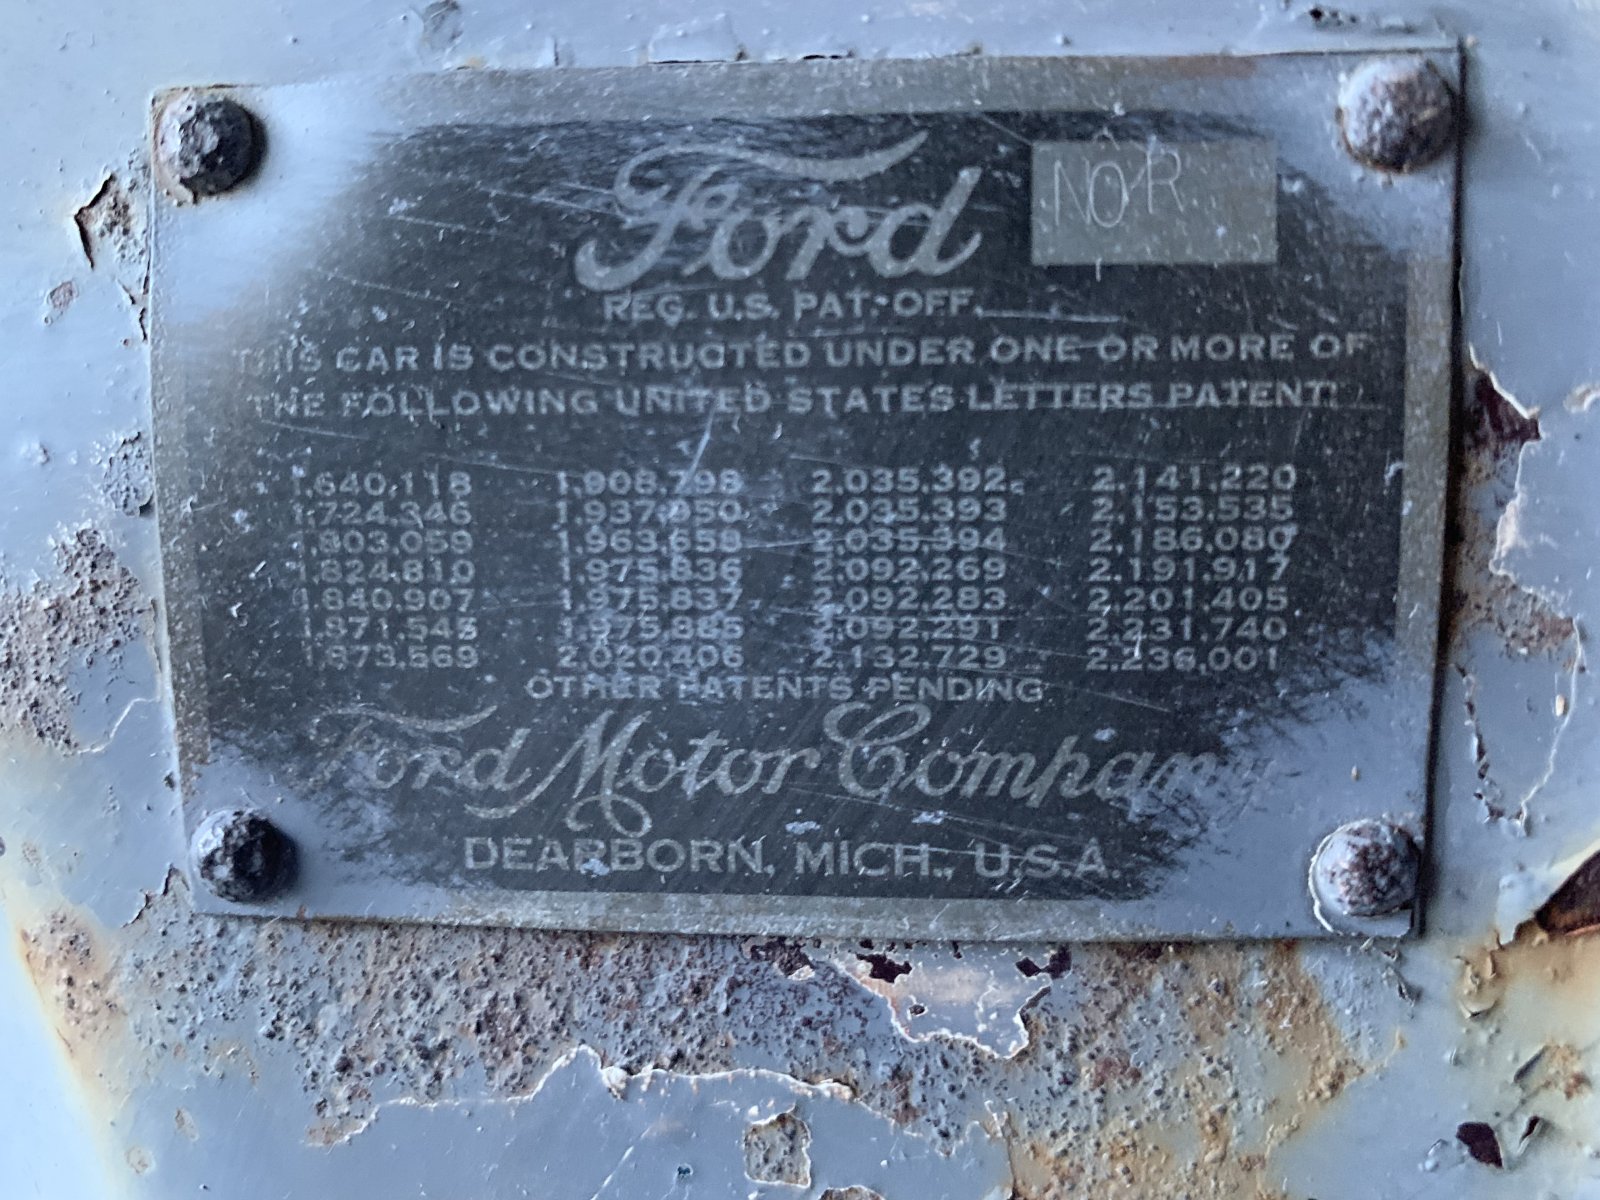 Ford
NO R
REG. U.S. PAT. OFF.
THIS CAR IS CONSTRUCTED UNDER ONE OR MORE OF
THE FOLLOWING UNITED STATES LETTERS PATENT:
1,640,118 1,908,798 2,035,392 2,141,220
1,724,346 1,937,950 2,035,393 2,153,535
1,803,059 1,963,658 2,035,394 2,186,080
1,824,810 1,975,836 2,092,269 2,191,917
1,840,907 1,975,837 2,092,283 2,201,405
1,871,545 1,975,885 2,092,291 2,231,740
1,873,569 2,020,406 2,132,729 2,236,001
OTHER PATENTS PENDING
Ford Motor Company
DEARBORN, MICH., U.S.A.